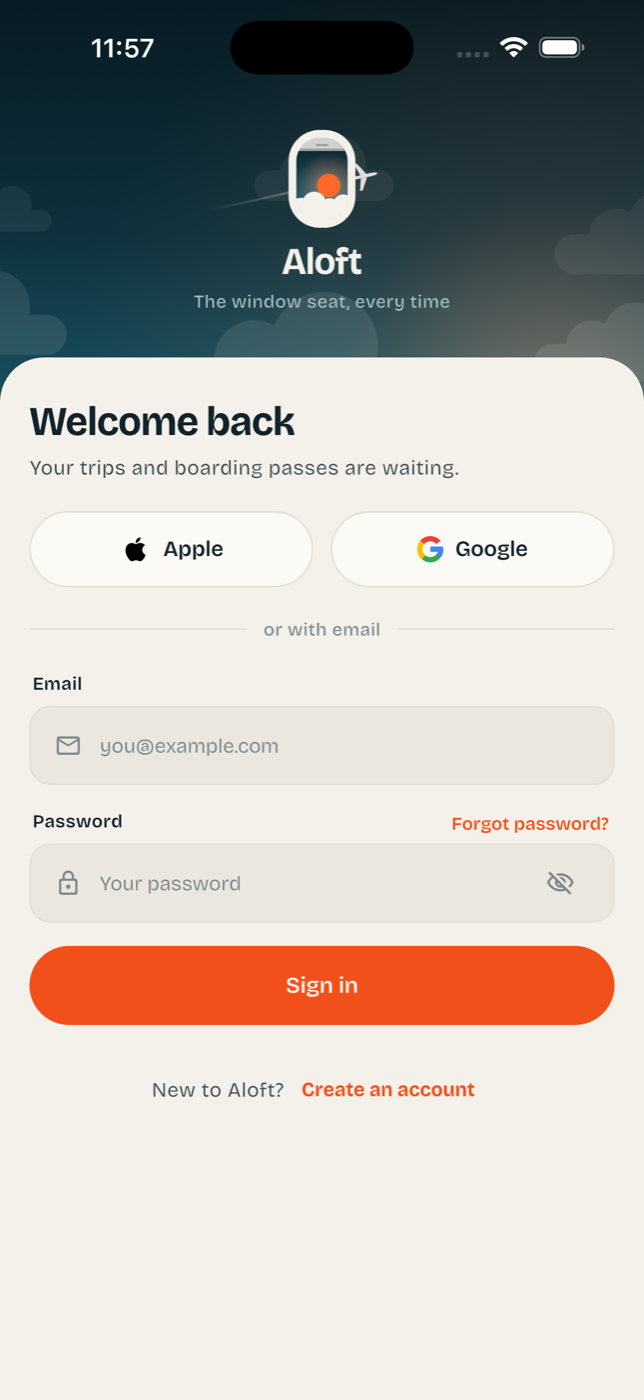 11:57
Aloft
The window seat, every time
Welcome back
Your trips and boarding passes are waiting.
Apple
Google
or with email
Email
you@example.com
Password
Forgot password?
Your password
Sign in
New to Aloft? Create an account